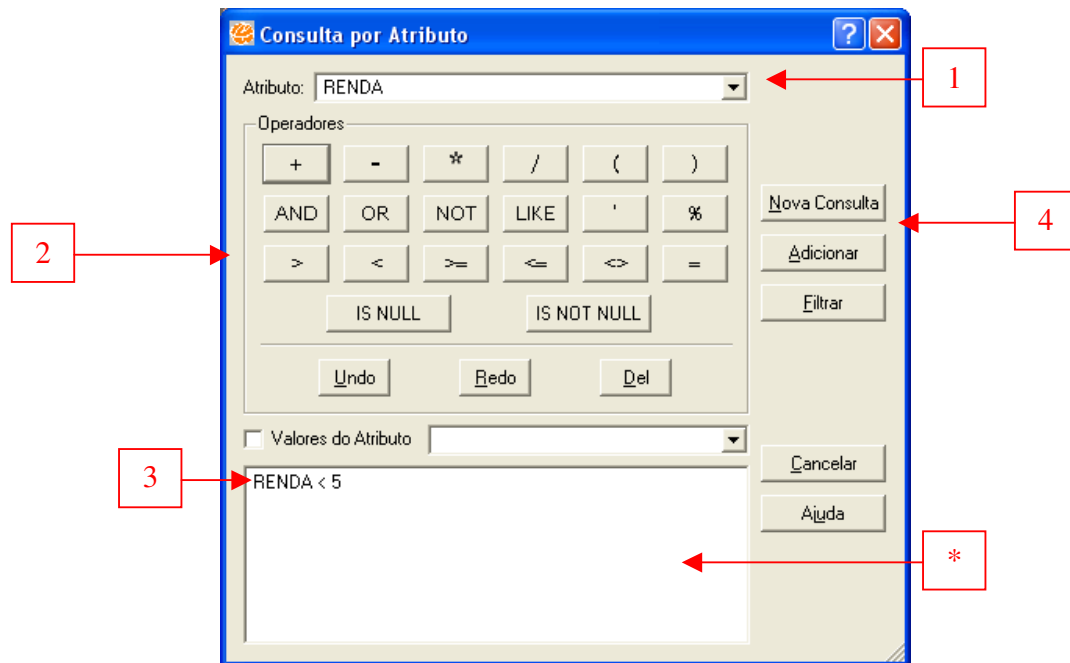 Consulta por Atributo
Atributo: RENDA
1
Operadores
+ - * / ( )
AND OR NOT LIKE ' %
> < >= <= <> =
IS NULL IS NOT NULL
Undo Redo Del
2
Nova Consulta
Adicionar
Filtrar
4
Valores do Atributo
3
RENDA < 5
Cancelar
Ajuda
*